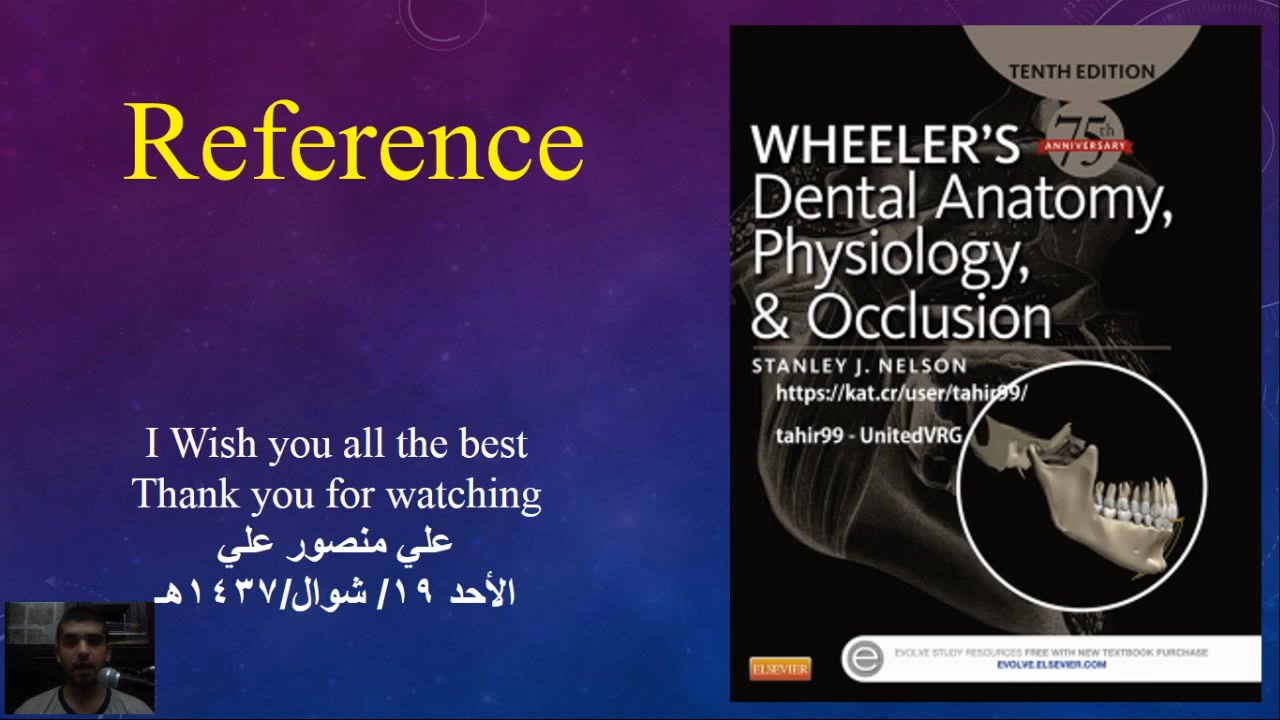 Reference
I Wish you all the best
Thank you for watching
علي منصور علي
الأحد ١٩/ شوال/١٤٣٧هـ
TENTH EDITION
75th
ANNIVERSARY
WHEELER'S
Dental Anatomy,
Physiology,
& Occlusion
STANLEY J. NELSON
https://kat.cr/user/tahir99/
tahir99 - UnitedVRG
ELSEVIER
e
EVOLVE STUDY RESOURCES FREE WITH NEW TEXTBOOK PURCHASE
EVOLVE.ELSEVIER.COM